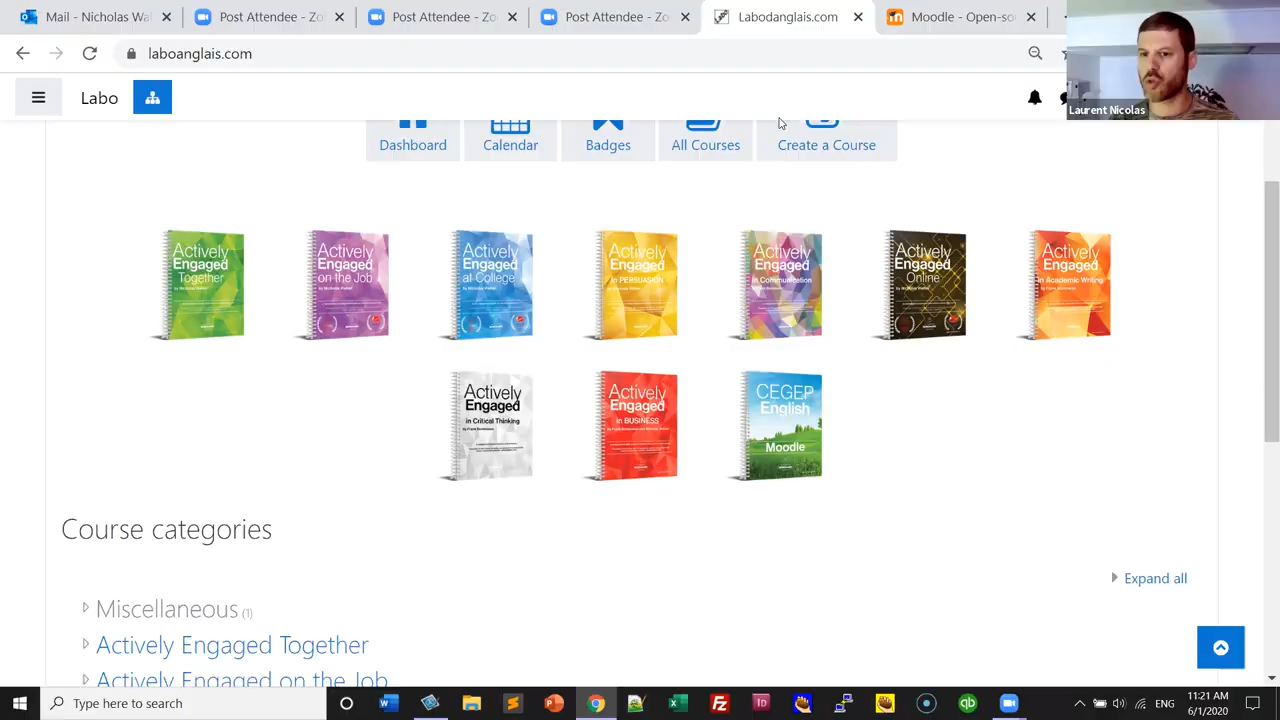 Mail - Nicholas Wal
Post Attendee - Zo
Post Attendee - Zo
Post Attendee - Zo
Labodanglais.com
Moodle - Open-so
laboanglais.com
Labo
Laurent Nicolas
Dashboard
Calendar
Badges
All Courses
Create a Course
Actively
Engaged
Together
Actively
Engaged
on the Job
Actively
Engaged
at College
Actively
Engaged
in PERSUASION
Actively
Engaged
in Communication
Actively
Engaged
Online
Actively
Engaged
in Academic Writing
Actively
Engaged
in Critical Thinking
Actively
Engaged
in BUSINESS
CEGEP
English
Moodle
Course categories
Expand all
Miscellaneous (1)
Actively Engaged Together
Actively Engaged on the Job
Type here to search
ENG
11:21 AM
6/1/2020